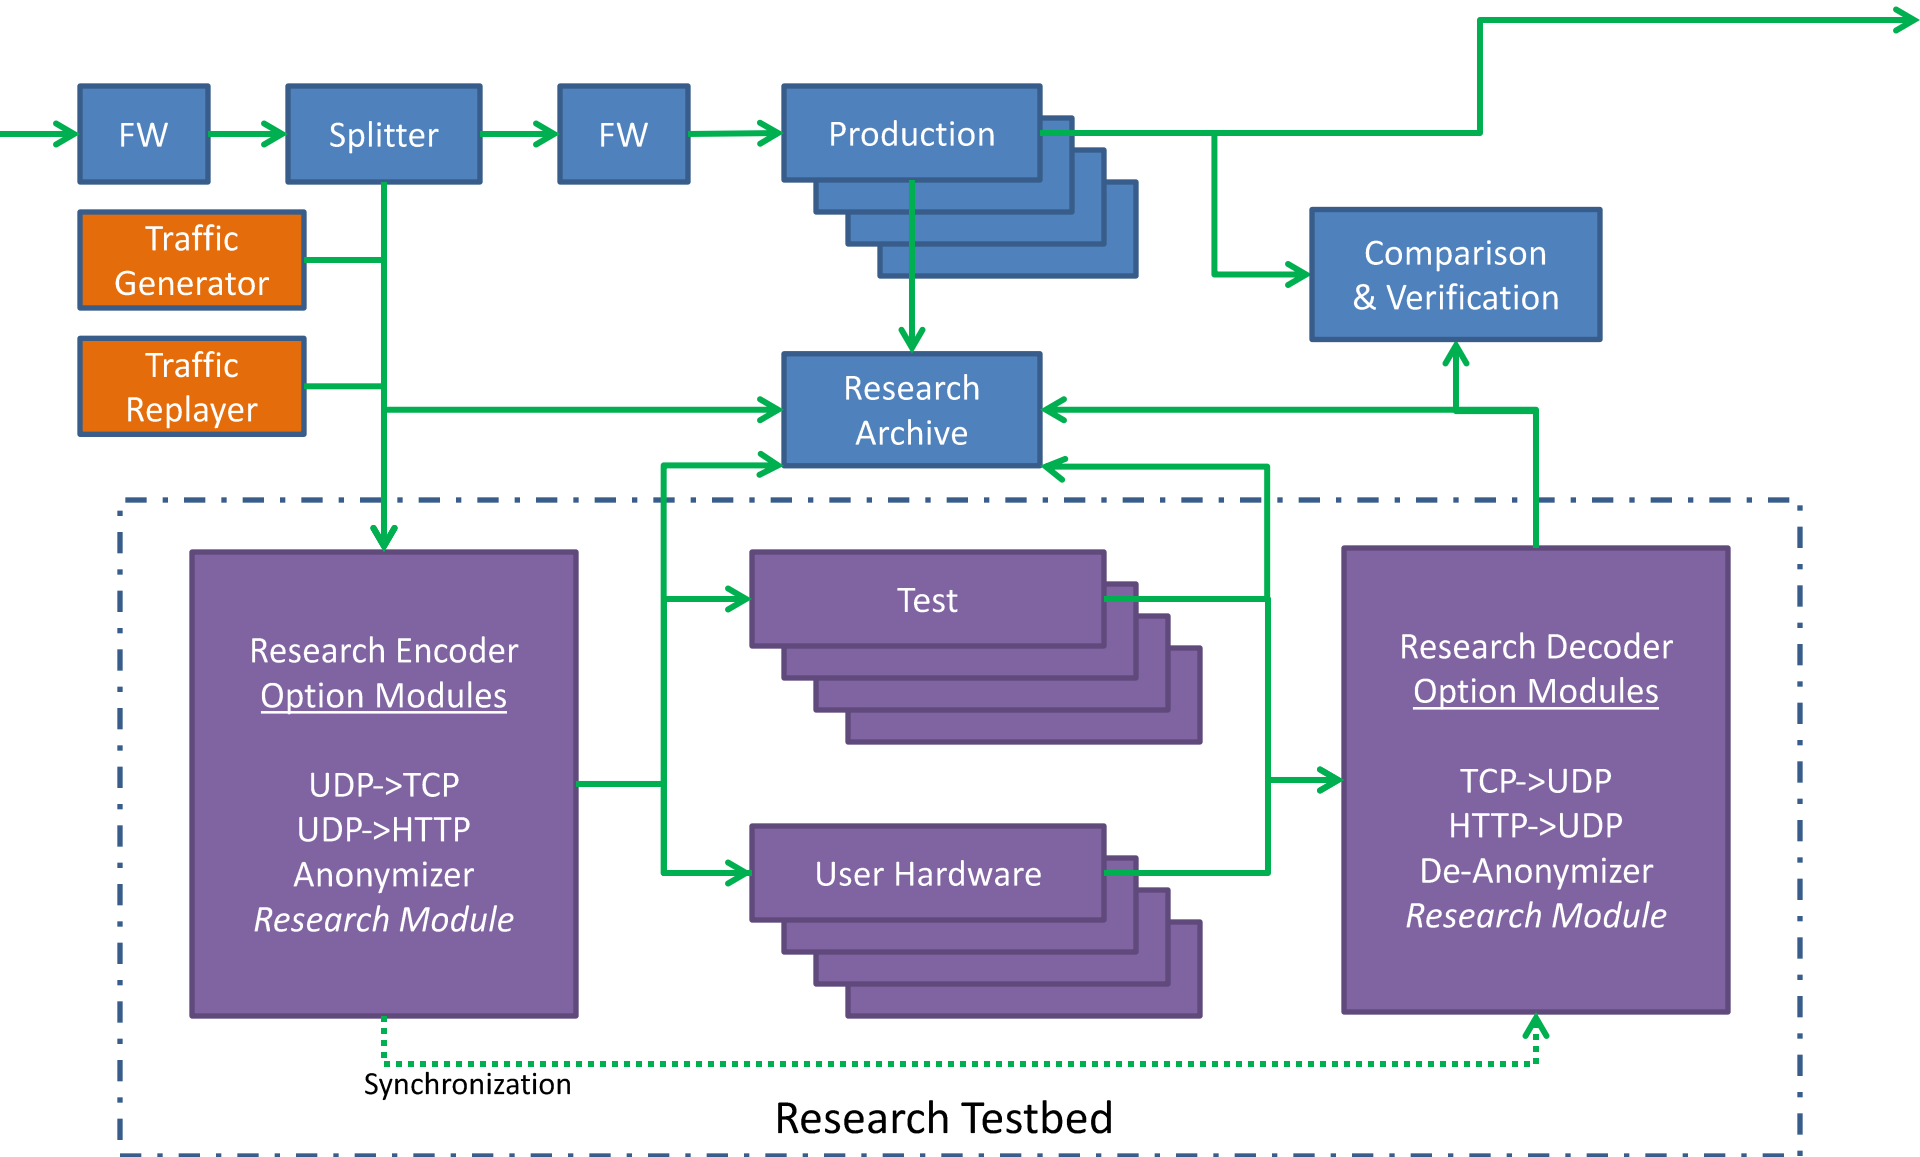 FW
Splitter
FW
Production
Traffic
Generator
Comparison
& Verification
Traffic
Replayer
Research
Archive
Test
Research Encoder
Option Modules
UDP->TCP
UDP->HTTP
Anonymizer
Research Module
User Hardware
Research Decoder
Option Modules
TCP->UDP
HTTP->UDP
De-Anonymizer
Research Module
Synchronization
Research Testbed